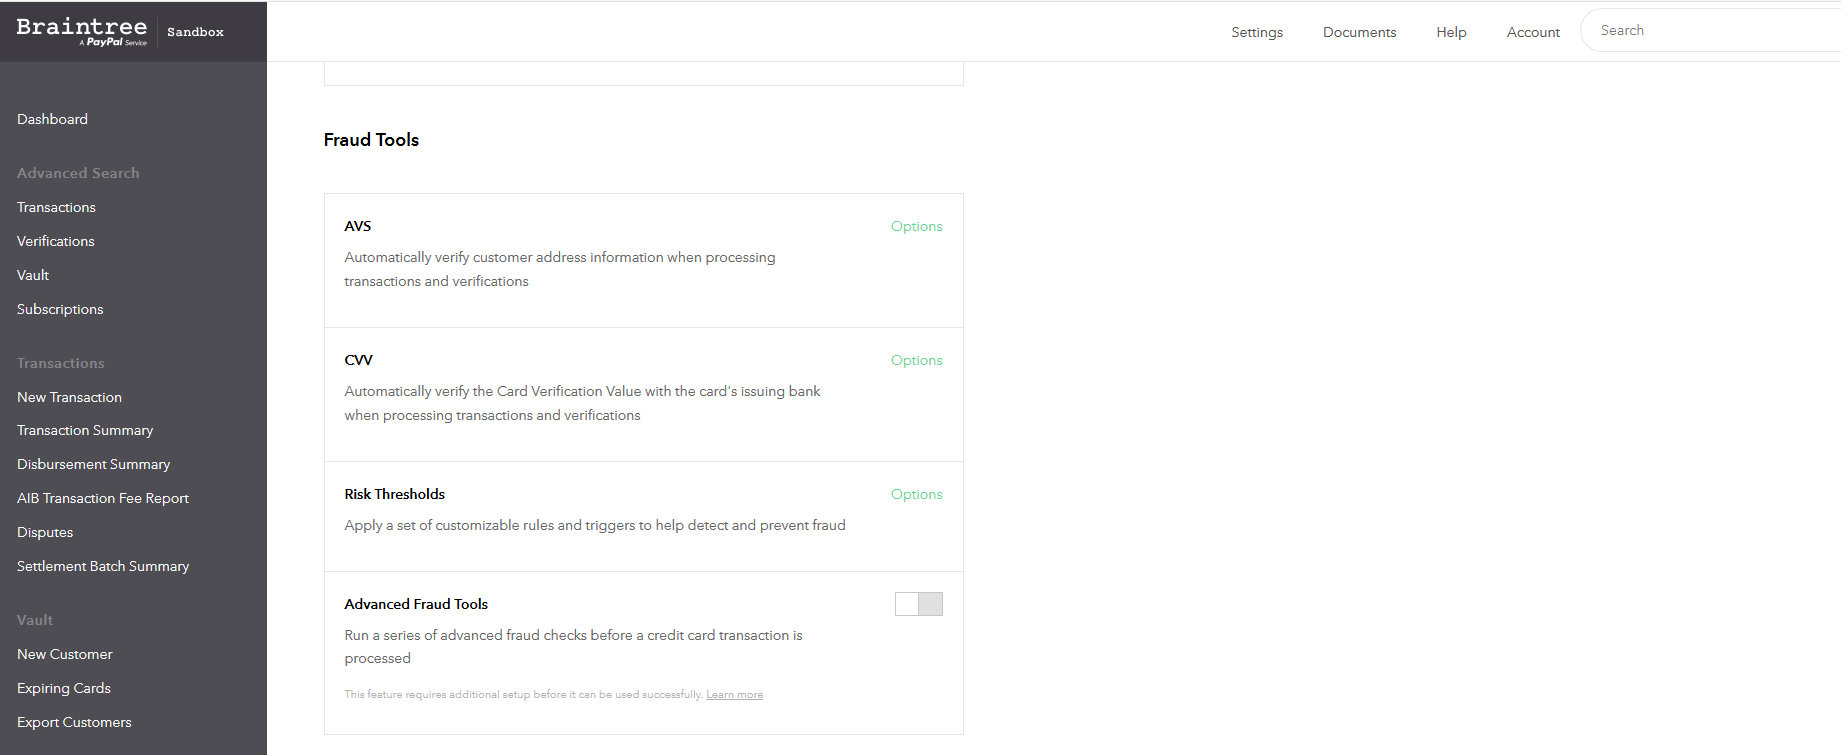 Braintree
A PayPal Service
Sandbox
Settings
Documents
Help
Account
Search
Dashboard
Advanced Search
Transactions
Verifications
Vault
Subscriptions
Transactions
New Transaction
Transaction Summary
Disbursement Summary
AIB Transaction Fee Report
Disputes
Settlement Batch Summary
Vault
New Customer
Expiring Cards
Export Customers
Fraud Tools
AVS
Options
Automatically verify customer address information when processing
transactions and verifications
CVV
Options
Automatically verify the Card Verification Value with the card's issuing bank
when processing transactions and verifications
Risk Thresholds
Options
Apply a set of customizable rules and triggers to help detect and prevent fraud
Advanced Fraud Tools
Run a series of advanced fraud checks before a credit card transaction is
processed
This feature requires additional setup before it can be used successfully. Learn more